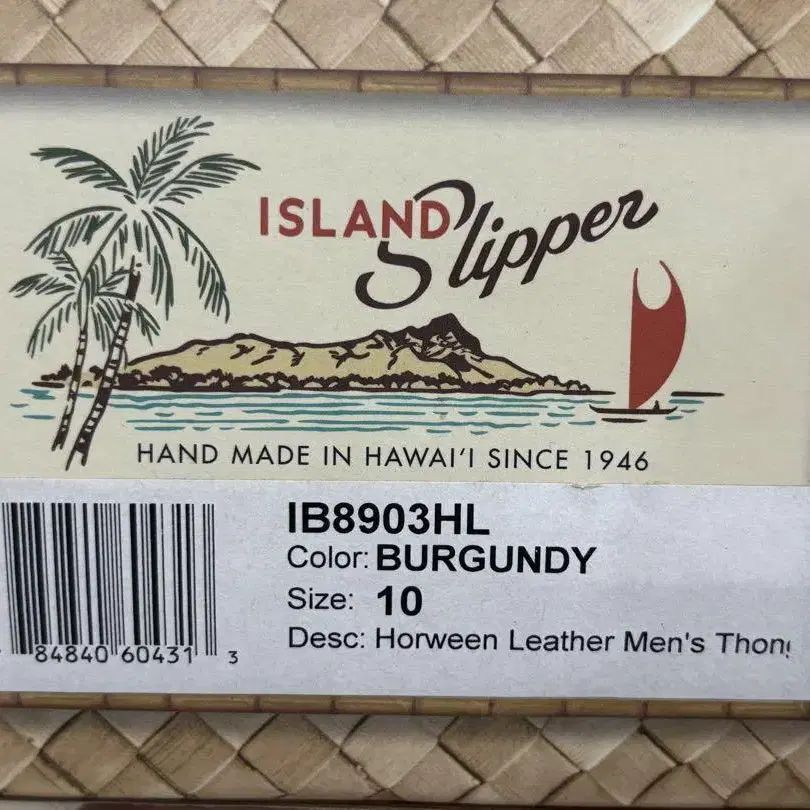 ISLAND Slipper
HAND MADE IN HAWAI'I SINCE 1946
IB8903HL
Color: BURGUNDY
Size: 10
Desc: Horween Leather Men's Thong
84840 60431 3